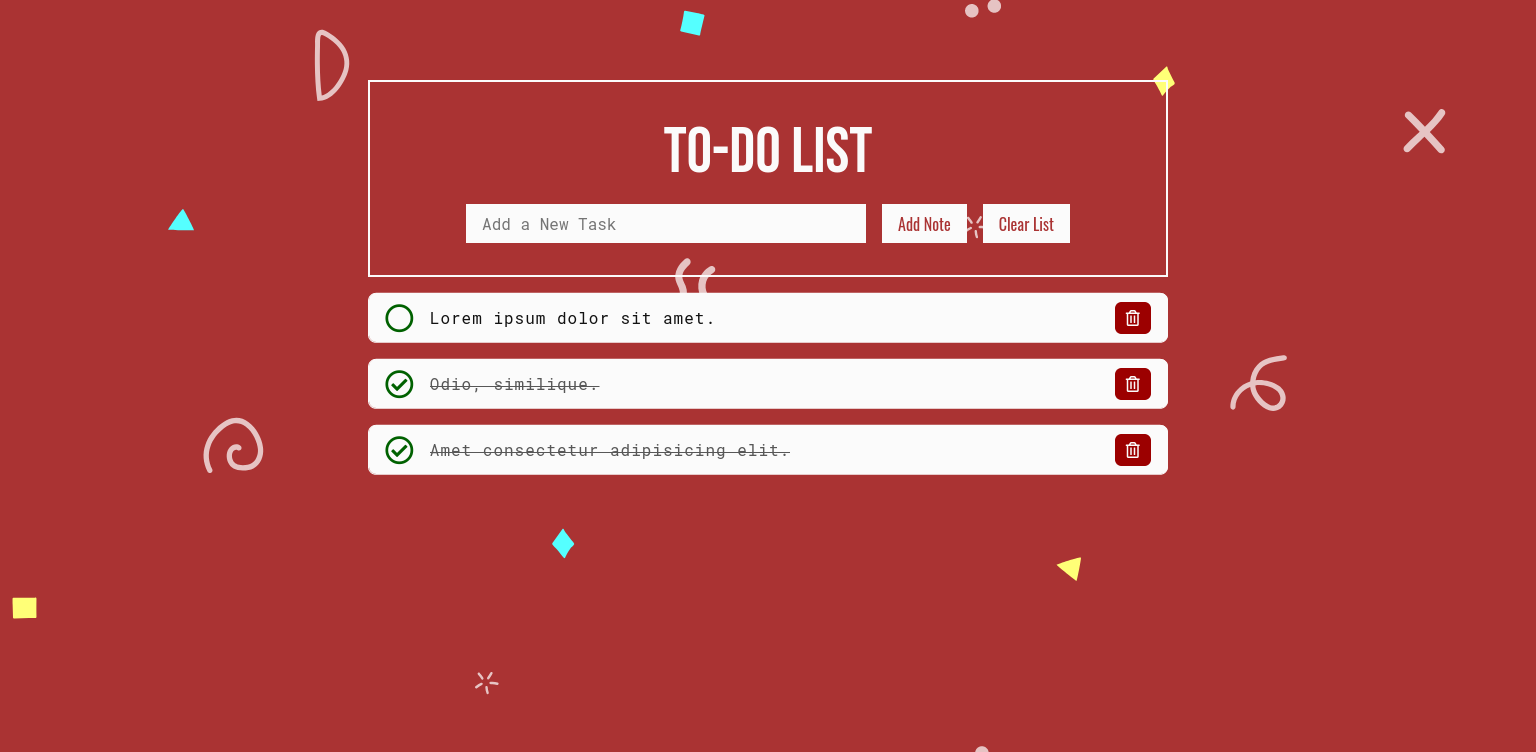 TO-DO LIST
Add a New Task
Add Note
Clear List
Lorem ipsum dolor sit amet.
Odio, similique.
Amet consectetur adipisicing elit.